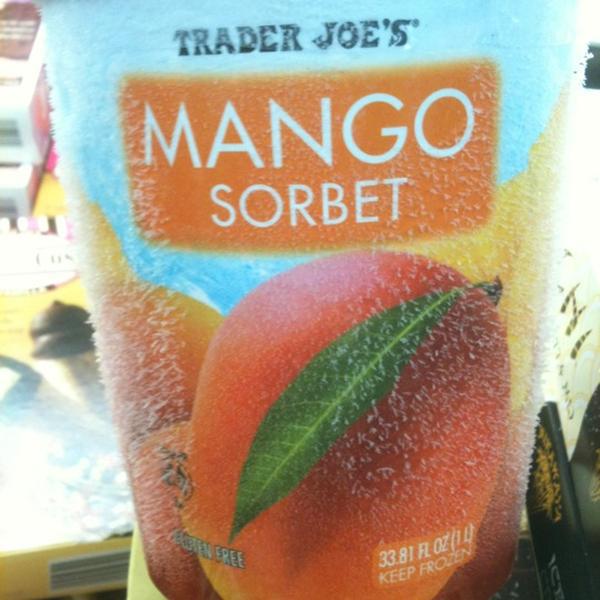 TRADER JOE'S
MANGO
SORBET
GLUTEN FREE
33.81 FL OZ (1 L)
KEEP FROZEN